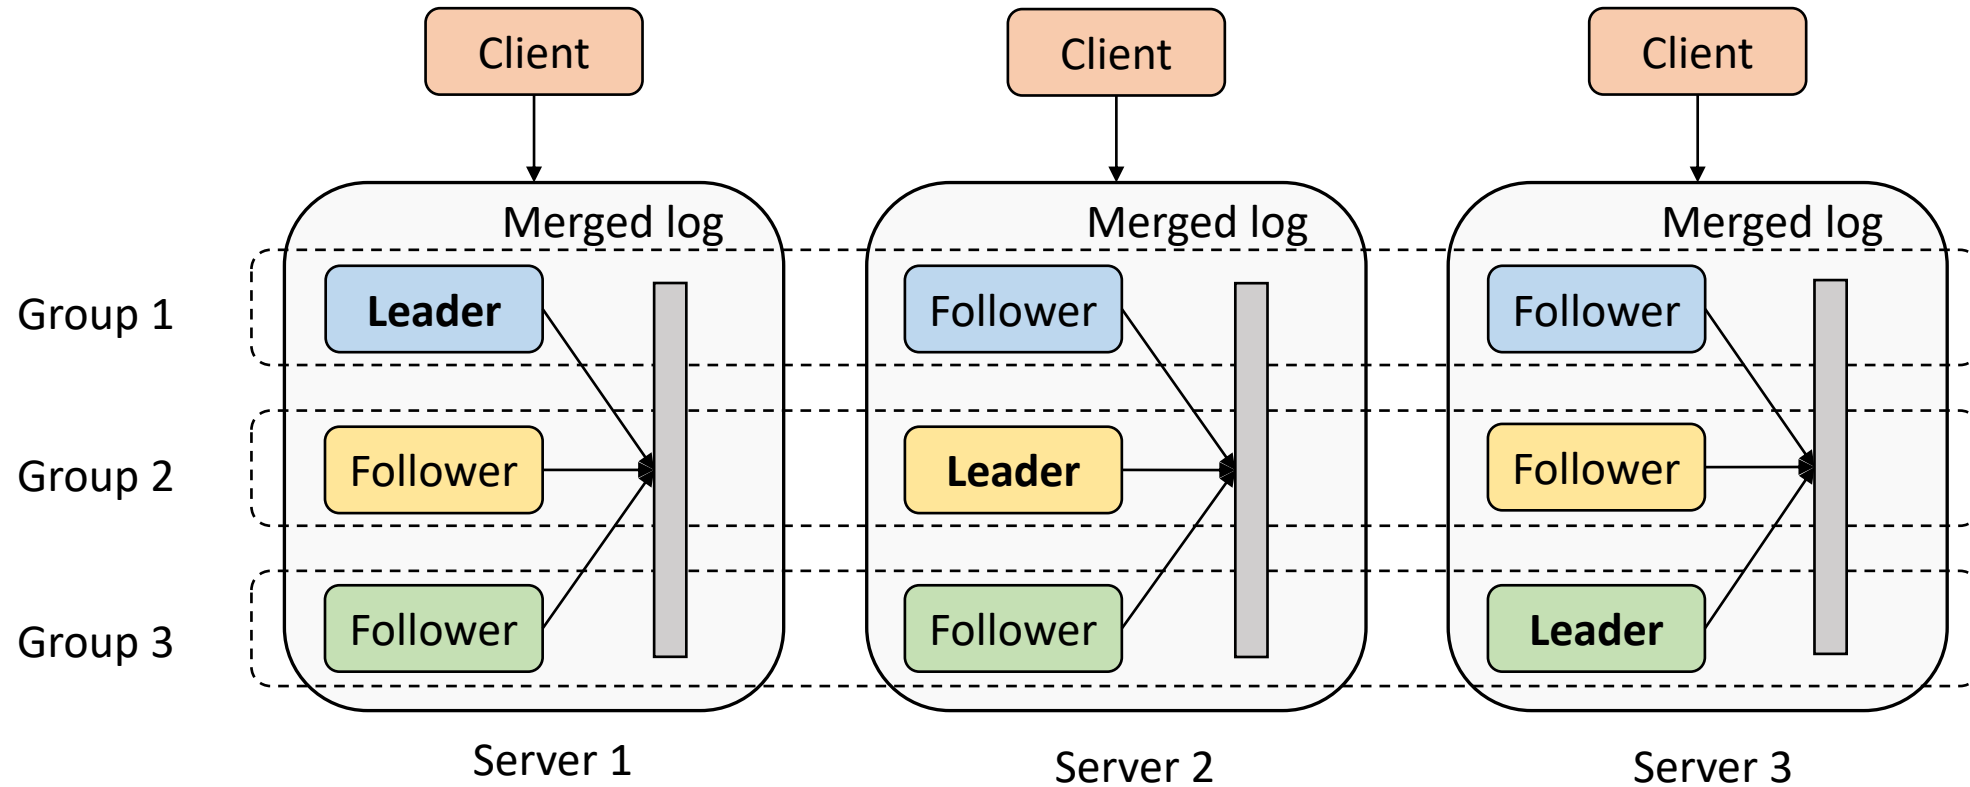 Client
Client
Client
Merged log
Merged log
Merged log
Group 1
Leader
Follower
Follower
Group 2
Follower
Leader
Follower
Group 3
Follower
Follower
Leader
Server 1
Server 2
Server 3